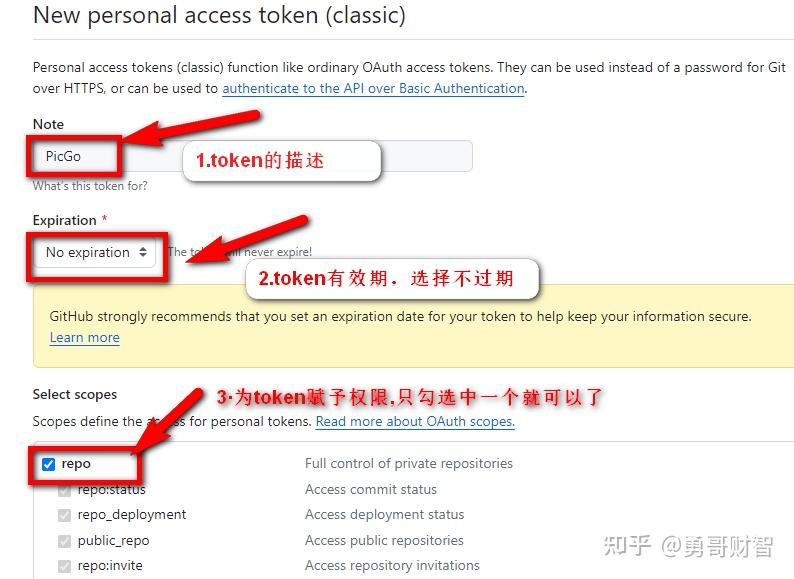 New personal access token (classic)
Personal access tokens (classic) function like ordinary OAuth access tokens. They can be used instead of a password for Git
over HTTPS, or can be used to authenticate to the API over Basic Authentication.
Note
PicGo
1.token的描述
What's this token for?
Expiration *
No expiration
The token will never expire!
2.token有效期．选择不过期
GitHub strongly recommends that you set an expiration date for your token to help keep your information secure.
Learn more
Select scopes
3·为token赋予权限,只勾选中一个就可以了
Scopes define the access for personal tokens. Read more about OAuth scopes.
repo Full control of private repositories
repo:status Access commit status
repo_deployment Access deployment status
public_repo Access public repositories
repo:invite Access repository invitations
知乎 @勇哥财智